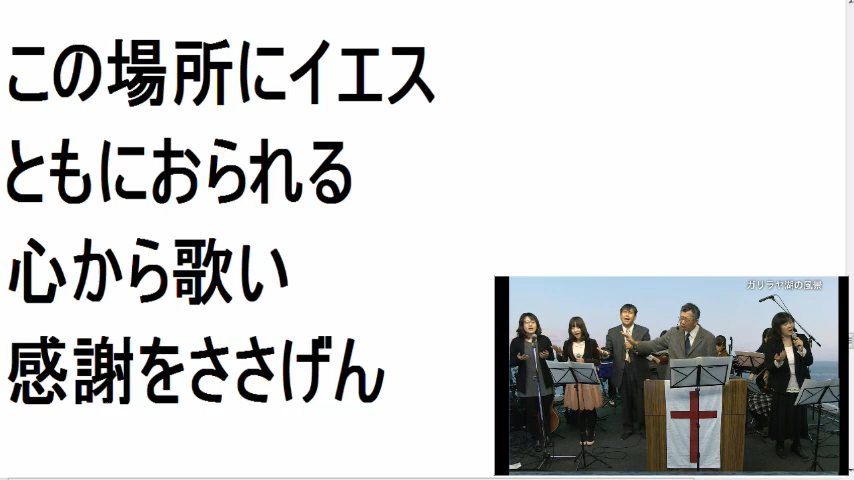 この場所にイエス
ともにおられる
心から歌い
感謝をささげん
ガリラヤ湖の風景